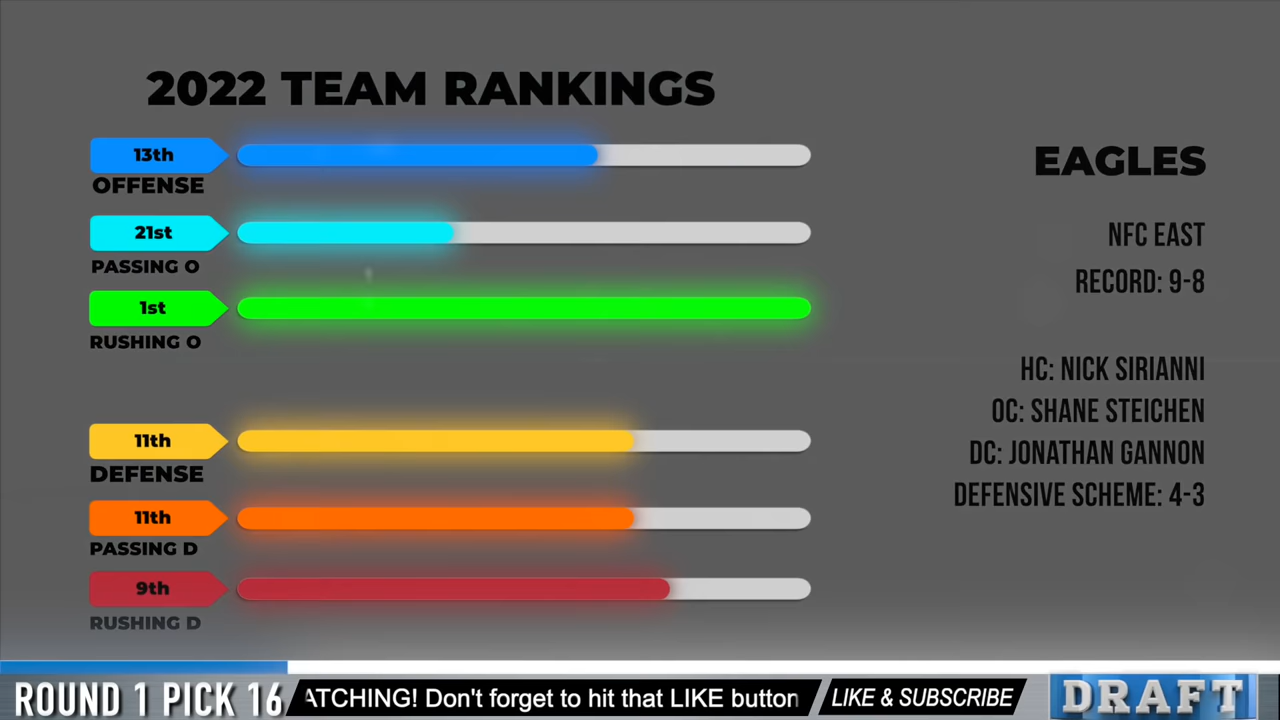 2022 TEAM RANKINGS
13th
OFFENSE
21st
PASSING O
1st
RUSHING O
11th
DEFENSE
11th
PASSING D
9th
RUSHING D
EAGLES
NFC EAST
RECORD: 9-8
HC: NICK SIRIANNI
OC: SHANE STEICHEN
DC: JONATHAN GANNON
DEFENSIVE SCHEME: 4-3
ROUND 1 PICK 16
ATCHING! Don't forget to hit that LIKE button
LIKE & SUBSCRIBE
DRAFT